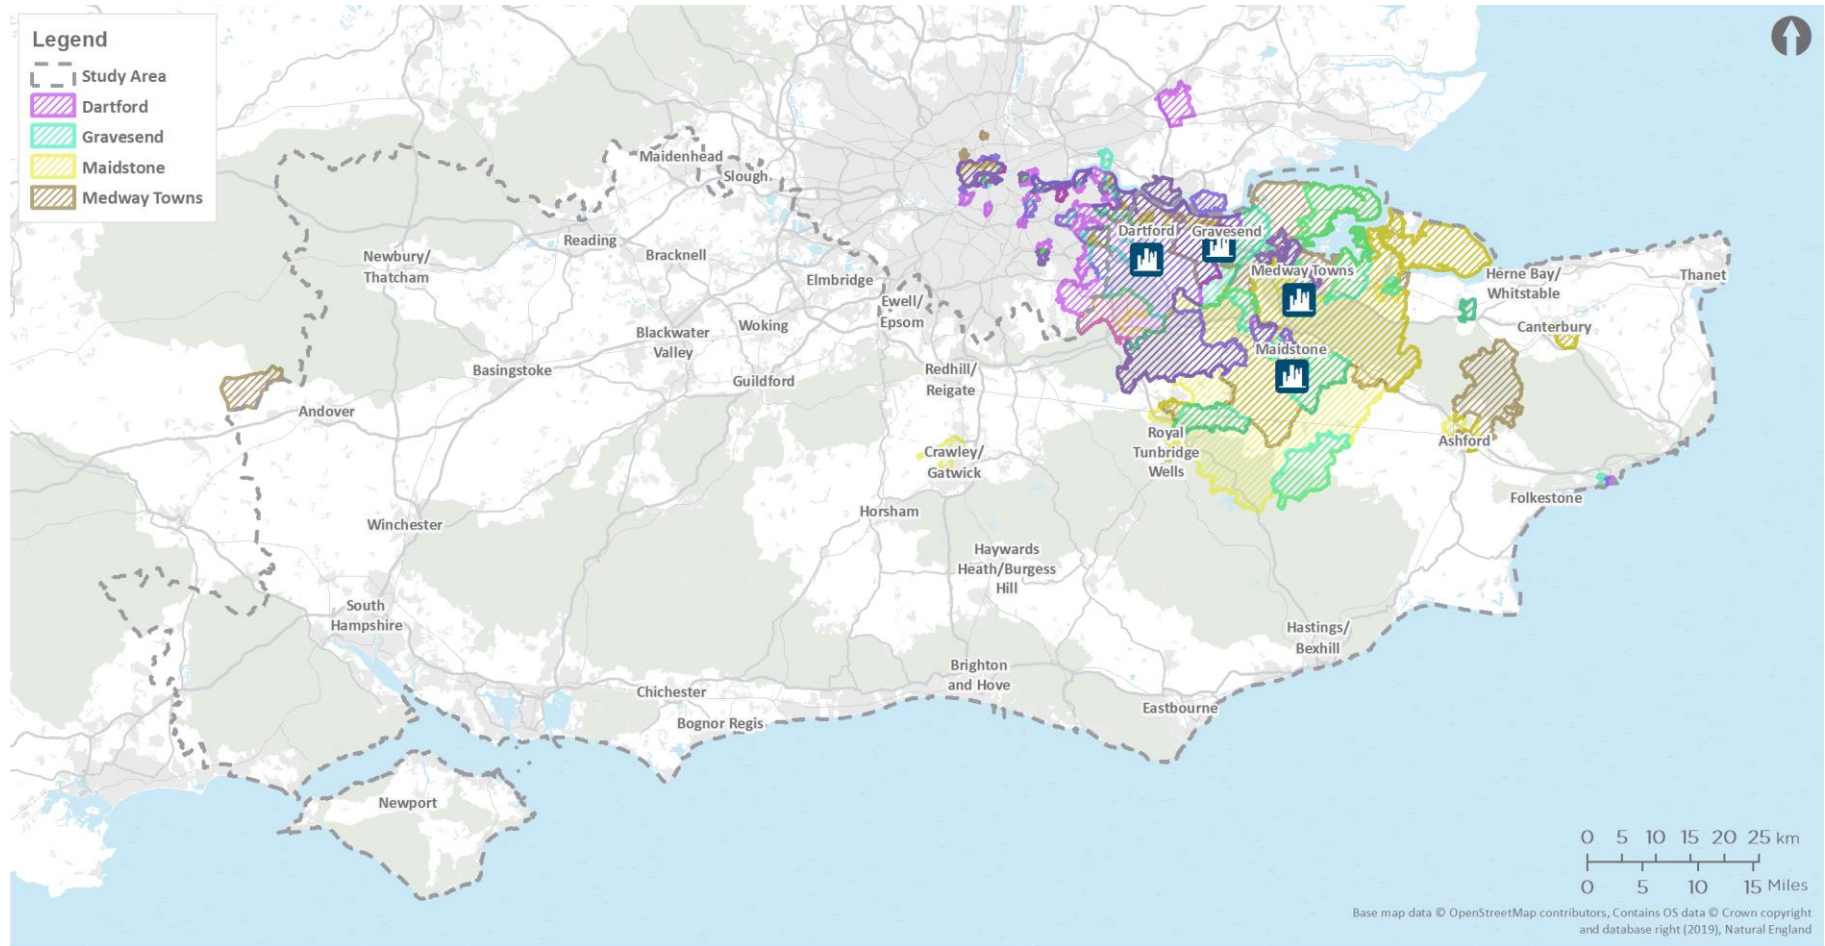 Legend
Study Area
Dartford
Gravesend
Maidstone
Medway Towns
Maidenhead
Slough
Reading
Newbury/
Thatcham
Bracknell
Elmbridge
Ewell/
Epsom
Blackwater
Valley
Woking
Basingstoke
Guildford
Redhill/
Reigate
Andover
Dartford
Gravesend
Medway Towns
Maidstone
Herne Bay/
Whitstable
Thanet
Canterbury
Royal
Tunbridge
Wells
Ashford
Crawley/
Gatwick
Folkestone
Horsham
Winchester
Haywards
Heath/Burgess
Hill
South
Hampshire
Hastings/
Bexhill
Brighton
and Hove
Chichester
Bognor Regis
Eastbourne
Newport
0 5 10 15 20 25 km
0 5 10 15 Miles
Base map data © OpenStreetMap contributors, Contains OS data © Crown copyright
and database right (2019), Natural England